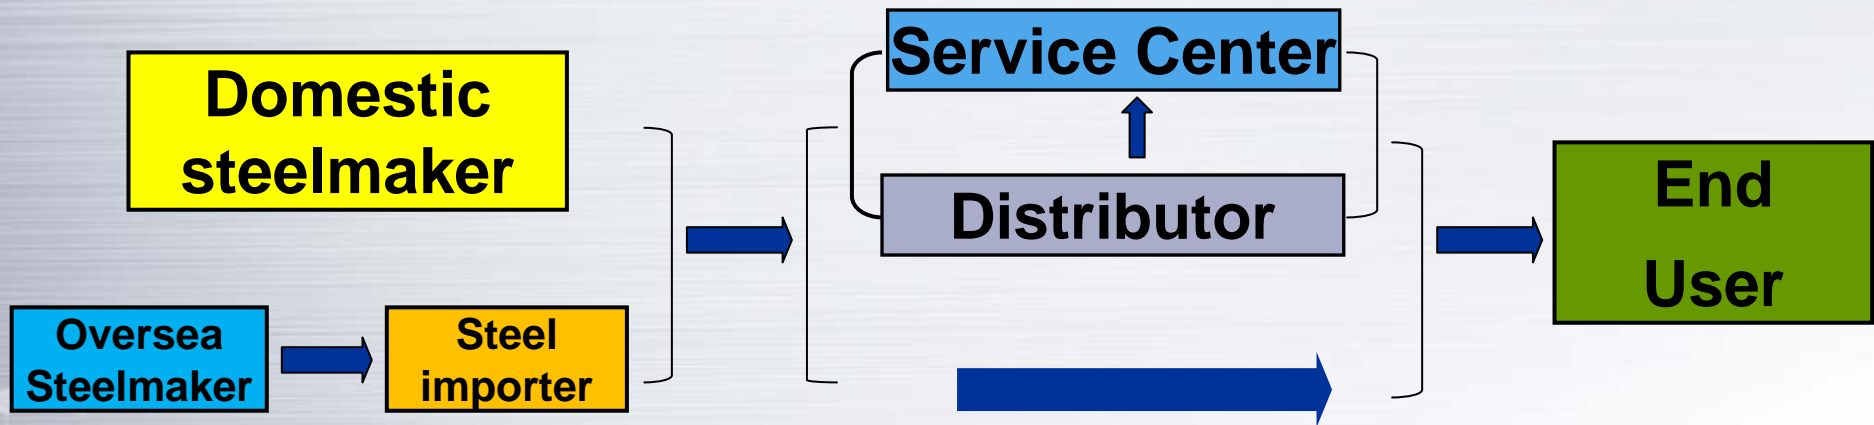 Service Center
Domestic
steelmaker
Distributor
End
User
Oversea
Steelmaker
Steel
importer